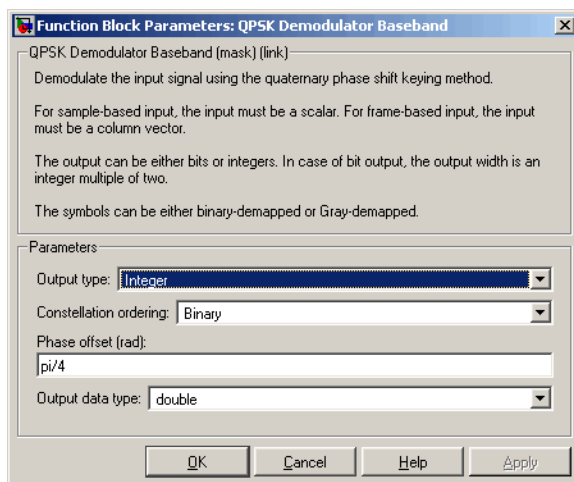 Function Block Parameters: QPSK Demodulator Baseband
QPSK Demodulator Baseband (mask) (link)
Demodulate the input signal using the quaternary phase shift keying method.
For sample-based input, the input must be a scalar. For frame-based input, the input
must be a column vector.
The output can be either bits or integers. In case of bit output, the output width is an
integer multiple of two.
The symbols can be either binary-demapped or Gray-demapped.
Parameters
Output type: Integer
Constellation ordering: Binary
Phase offset (rad):
pi/4
Output data type: double
OK Cancel Help Apply